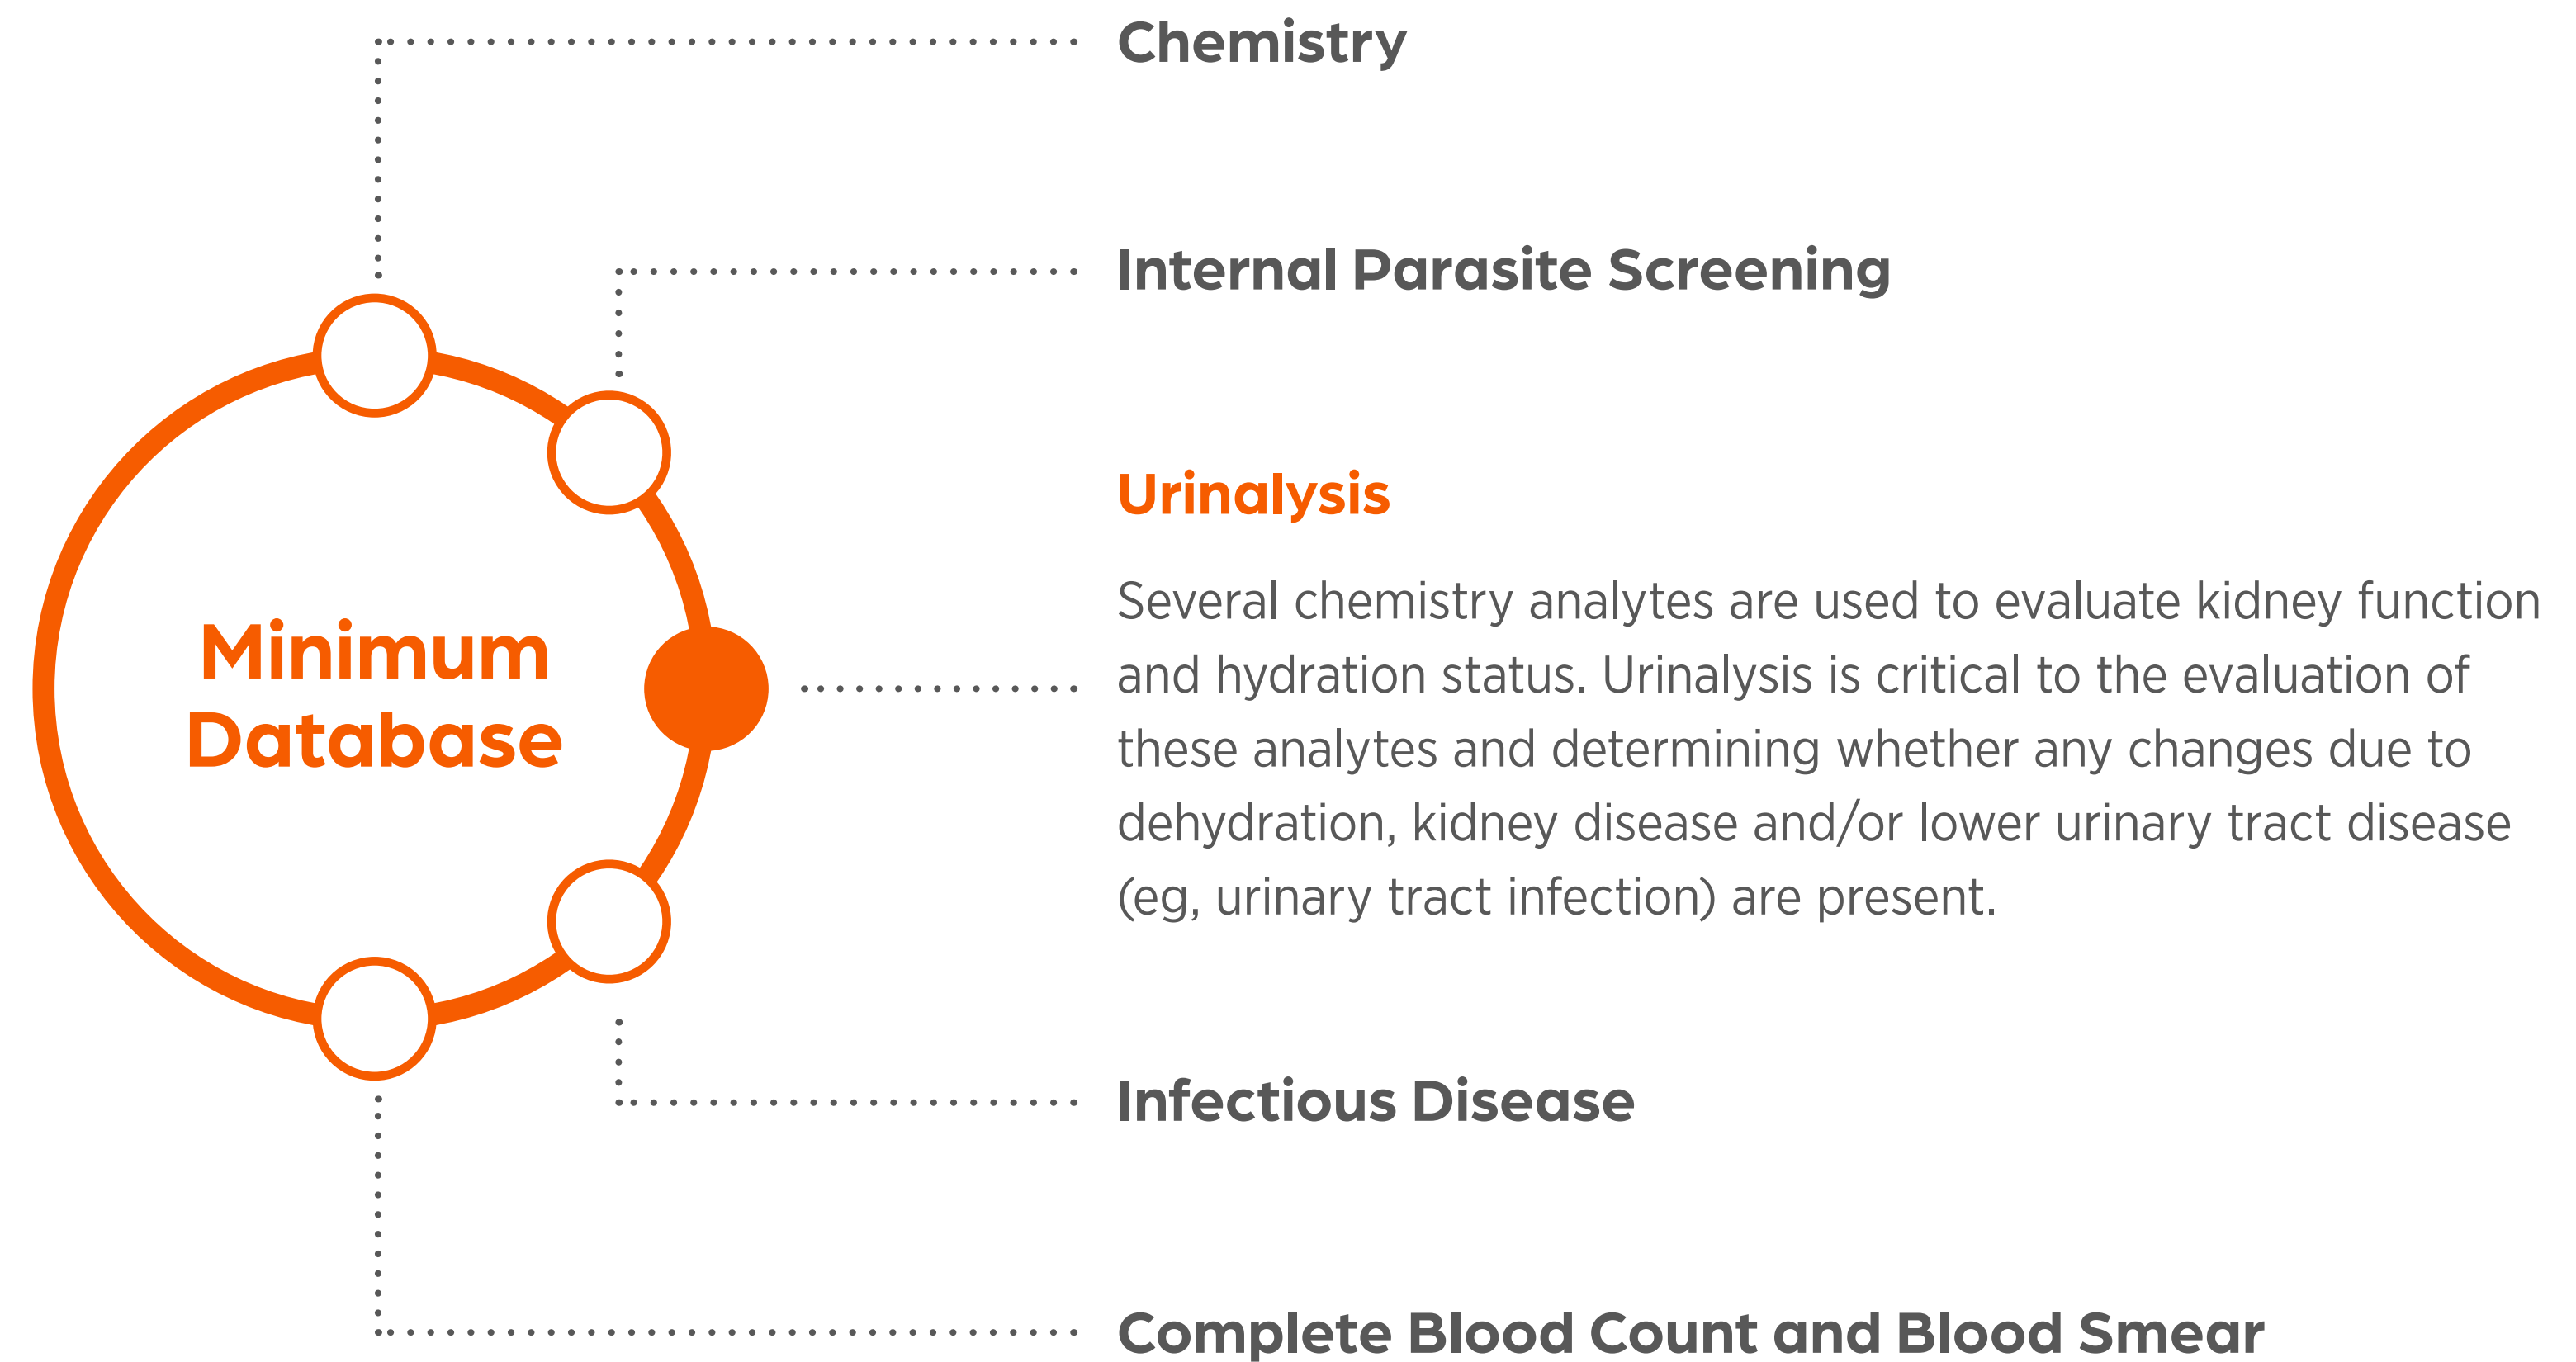 Chemistry
Internal Parasite Screening
Urinalysis
Several chemistry analytes are used to evaluate kidney function
and hydration status. Urinalysis is critical to the evaluation of
these analytes and determining whether any changes due to
dehydration, kidney disease and/or lower urinary tract disease
(eg, urinary tract infection) are present.
Minimum
Database
Infectious Disease
Complete Blood Count and Blood Smear